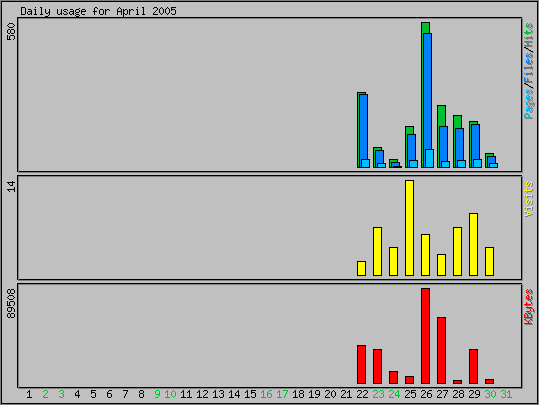 Daily usage for April 2005
580
Pages/Files/Hits
14
Visits
89508
KBytes
1 2 3 4 5 6 7 8 9 10 11 12 13 14 15 16 17 18 19 20 21 22 23 24 25 26 27 28 29 30 31